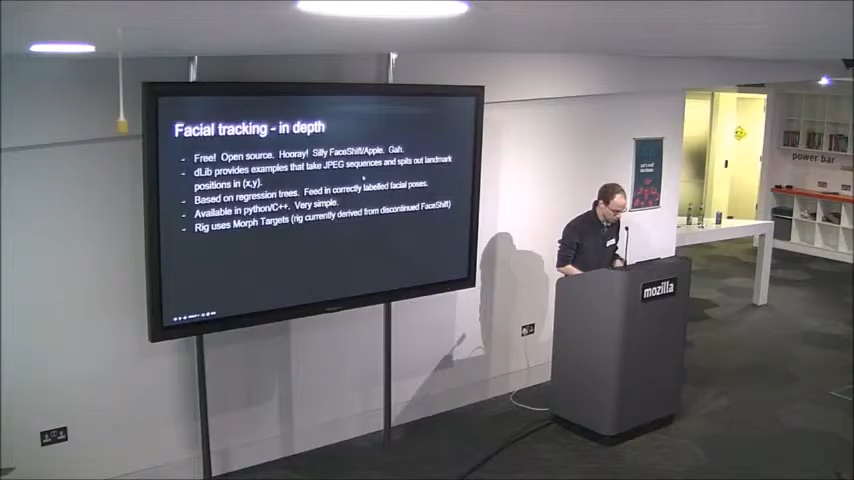 Facial tracking - in depth
- Free! Open source. Hooray! Silly FaceShift/Apple. Gah.
- dLib provides examples that take JPEG sequences and spits out landmark
positions in (x,y).
- Based on regression trees. Feed in correctly labelled facial poses.
- Available in python/C++. Very simple.
- Rig uses Morph Targets (rig currently derived from discontinued FaceShift)
mozilla
power bar